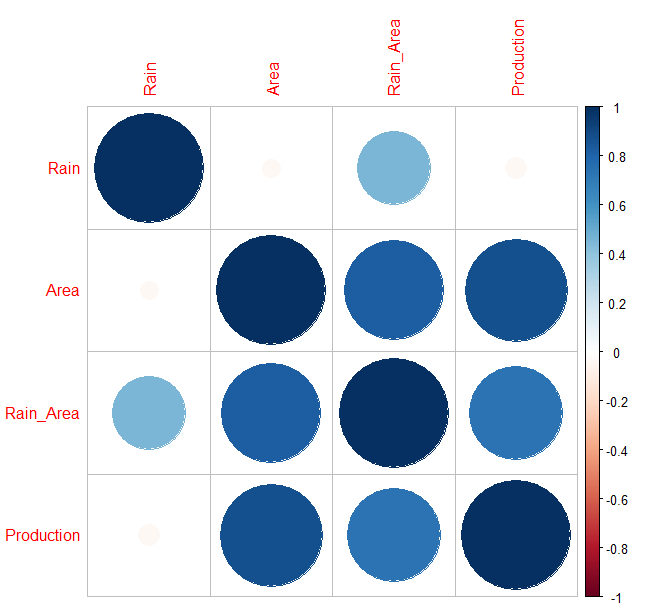 Rain
Area
Rain_Area
Production
Rain
Area
Rain_Area
Production
1
0.8
0.6
0.4
0.2
0
-0.2
-0.4
-0.6
-0.8
-1